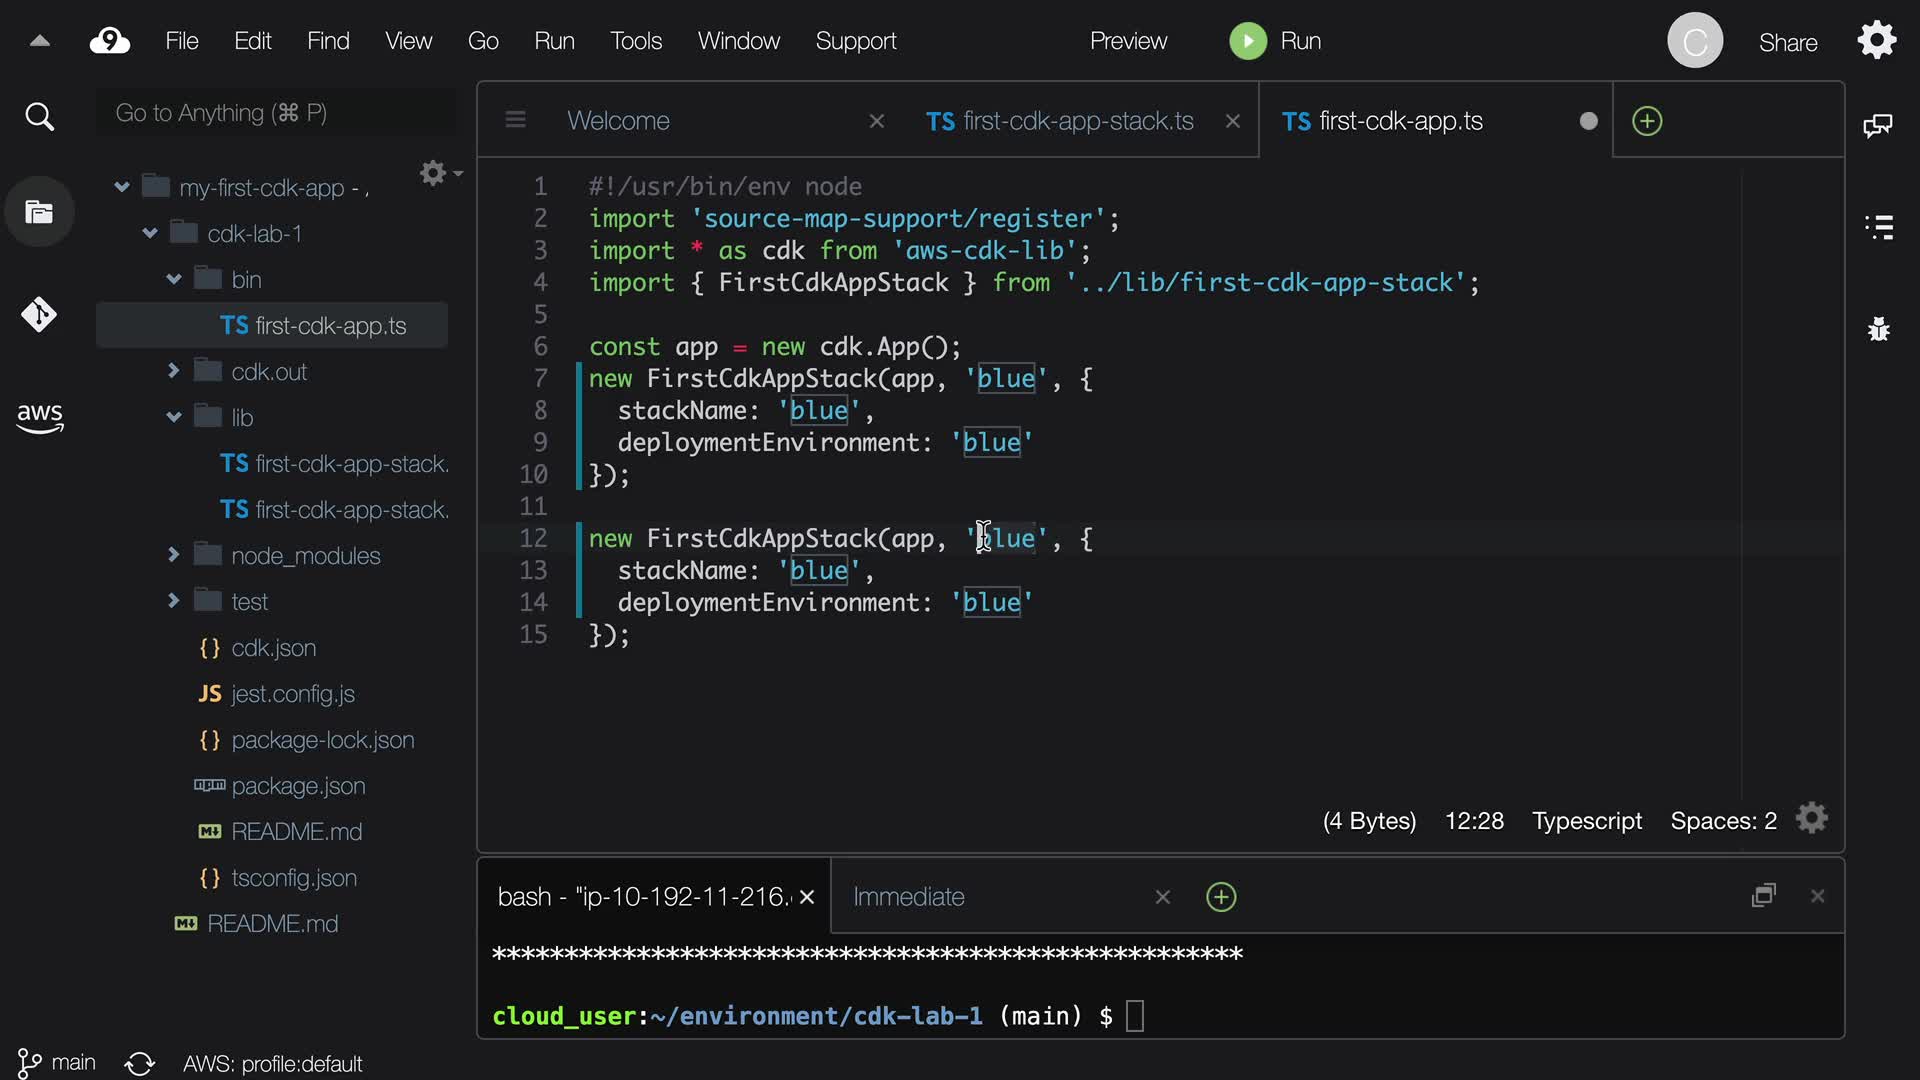 9 File Edit Find View Go Run Tools Window Support Preview Run C Share
Go to Anything (⌘ P)
Welcome
TS first-cdk-app-stack.ts
TS first-cdk-app.ts
my-first-cdk-app - 
cdk-lab-1
bin
TS first-cdk-app.ts
cdk.out
lib
TS first-cdk-app-stack.
TS first-cdk-app-stack.
node_modules
test
{} cdk.json
JS jest.config.js
{} package-lock.json
package.json
README.md
{} tsconfig.json
README.md
aws
1 #!/usr/bin/env node
2 import 'source-map-support/register';
3 import * as cdk from 'aws-cdk-lib';
4 import { FirstCdkAppStack } from '../lib/first-cdk-app-stack';
5
6 const app = new cdk.App();
7 new FirstCdkAppStack(app, 'blue', {
8 stackName: 'blue',
9 deploymentEnvironment: 'blue'
10 });
11
12 new FirstCdkAppStack(app, 'blue', {
13 stackName: 'blue',
14 deploymentEnvironment: 'blue'
15 });
(4 Bytes) 12:28 Typescript Spaces: 2
bash - "ip-10-192-11-216.
Immediate
****************************************************
cloud_user:~/environment/cdk-lab-1 (main) $
main AWS: profile:default